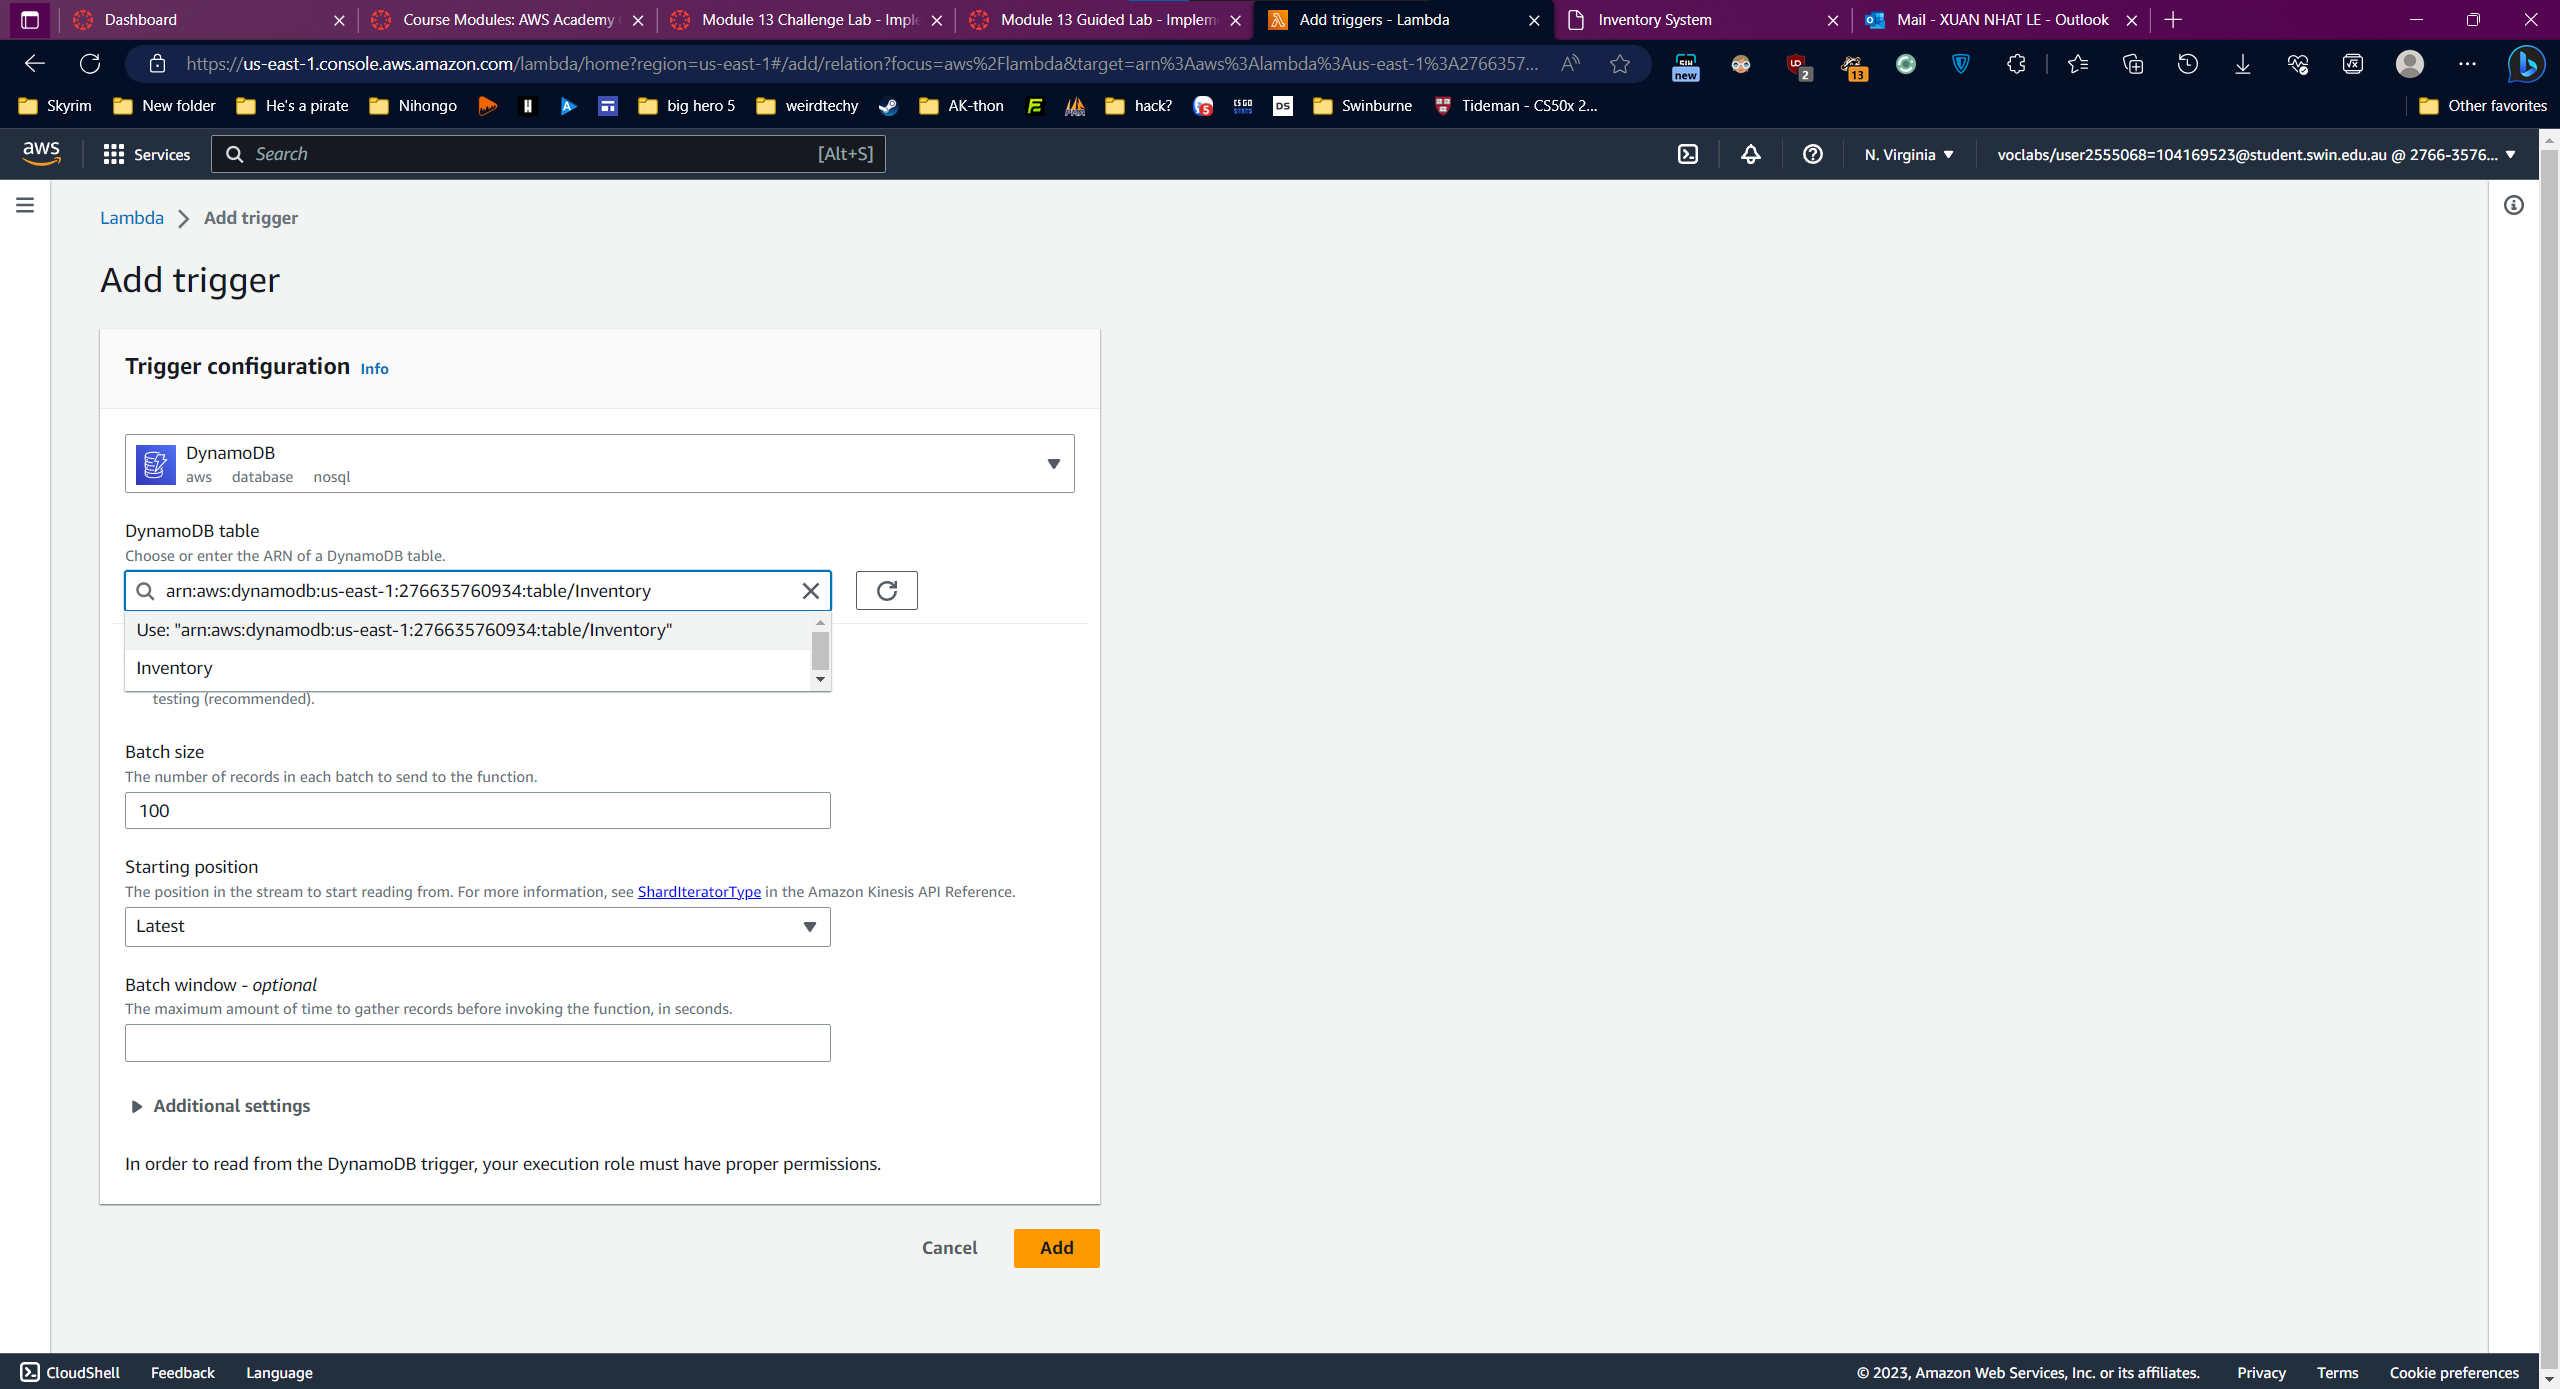 Dashboard
Course Modules: AWS Academy
Module 13 Challenge Lab - Imple
Module 13 Guided Lab - Implem
Add triggers - Lambda
Inventory System
Mail - XUAN NHAT LE - Outlook
https://us-east-1.console.aws.amazon.com/lambda/home?region=us-east-1#/add/relation?focus=aws%2Flambda&target=arn%3Aaws%3Alambda%3Aus-east-1%3A2766357...
new
2
13
Skyrim
New folder
He's a pirate
Nihongo
big hero 5
weirdtechy
AK-thon
hack?
DS
Swinburne
Tideman - CS50x 2...
Other favorites
aws
Services
Search
[Alt+S]
N. Virginia
voclabs/user2555068=104169523@student.swin.edu.au @ 2766-3576...
Lambda > Add trigger
Add trigger
Trigger configuration Info
DynamoDB
aws database nosql
DynamoDB table
Choose or enter the ARN of a DynamoDB table.
arn:aws:dynamodb:us-east-1:276635760934:table/Inventory
Use: "arn:aws:dynamodb:us-east-1:276635760934:table/Inventory"
Inventory
testing (recommended).
Batch size
The number of records in each batch to send to the function.
100
Starting position
The position in the stream to start reading from. For more information, see ShardIteratorType in the Amazon Kinesis API Reference.
Latest
Batch window - optional
The maximum amount of time to gather records before invoking the function, in seconds.
Additional settings
In order to read from the DynamoDB trigger, your execution role must have proper permissions.
Cancel
Add
CloudShell
Feedback
Language
© 2023, Amazon Web Services, Inc. or its affiliates.
Privacy
Terms
Cookie preferences